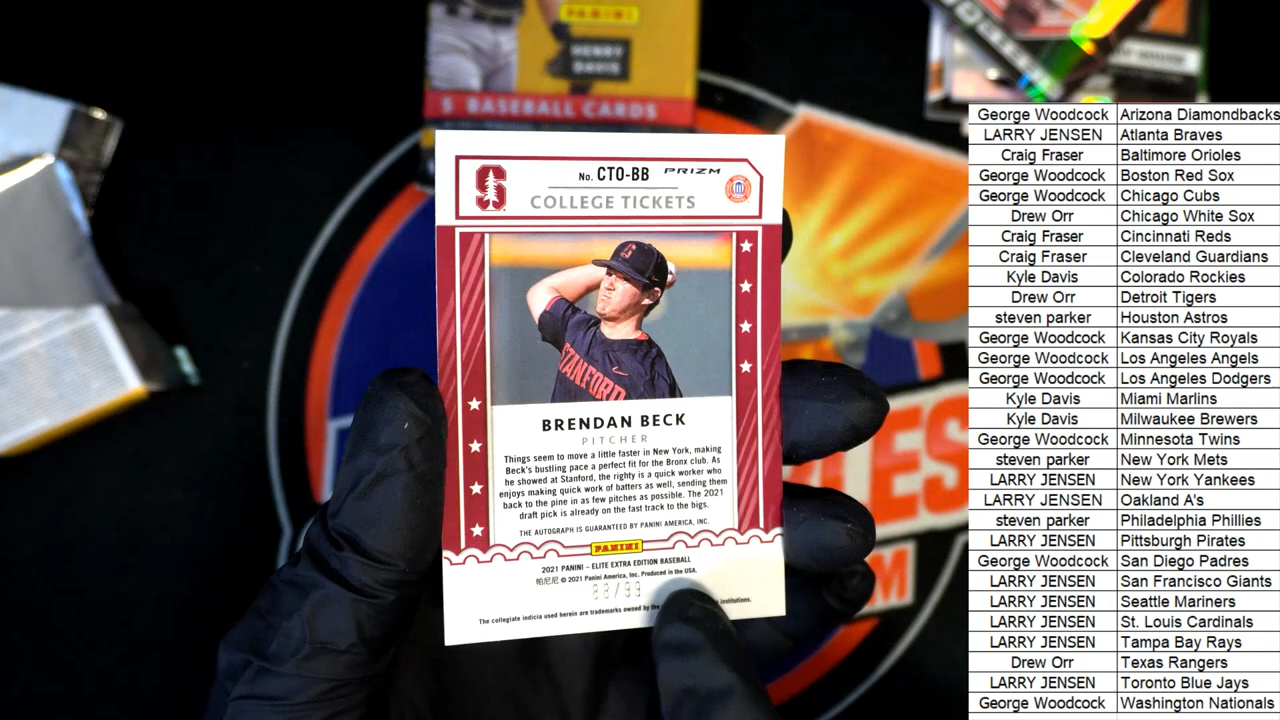 PANINI
HENRY
DAVIS
5 BASEBALL CARDS
No. CTO-BB PRIZM
COLLEGE TICKETS
STANFORD
BRENDAN BECK
PITCHER
Things seem to move a little faster in New York, making
Beck's bustling pace a perfect fit for the Bronx club. As
he showed at Stanford, the righty is a quick worker who
enjoys making quick work of batters as well, sending them
back to the pine in as few pitches as possible. The 2021
draft pick is already on the fast track to the bigs.
THE AUTOGRAPH IS GUARANTEED BY PANINI AMERICA, INC.
PANINI
2021 PANINI – ELITE EXTRA EDITION BASEBALL
帕尼尼 © 2021 Panini America, Inc. Produced in the USA.
The collegiate indicia used herein are trademarks owned by the institutions.
George Woodcock Arizona Diamondbacks
LARRY JENSEN Atlanta Braves
Craig Fraser Baltimore Orioles
George Woodcock Boston Red Sox
George Woodcock Chicago Cubs
Drew Orr Chicago White Sox
Craig Fraser Cincinnati Reds
Craig Fraser Cleveland Guardians
Kyle Davis Colorado Rockies
Drew Orr Detroit Tigers
steven parker Houston Astros
George Woodcock Kansas City Royals
George Woodcock Los Angeles Angels
George Woodcock Los Angeles Dodgers
Kyle Davis Miami Marlins
Kyle Davis Milwaukee Brewers
George Woodcock Minnesota Twins
steven parker New York Mets
LARRY JENSEN New York Yankees
LARRY JENSEN Oakland A's
steven parker Philadelphia Phillies
LARRY JENSEN Pittsburgh Pirates
George Woodcock San Diego Padres
LARRY JENSEN San Francisco Giants
LARRY JENSEN Seattle Mariners
LARRY JENSEN St. Louis Cardinals
LARRY JENSEN Tampa Bay Rays
Drew Orr Texas Rangers
LARRY JENSEN Toronto Blue Jays
George Woodcock Washington Nationals